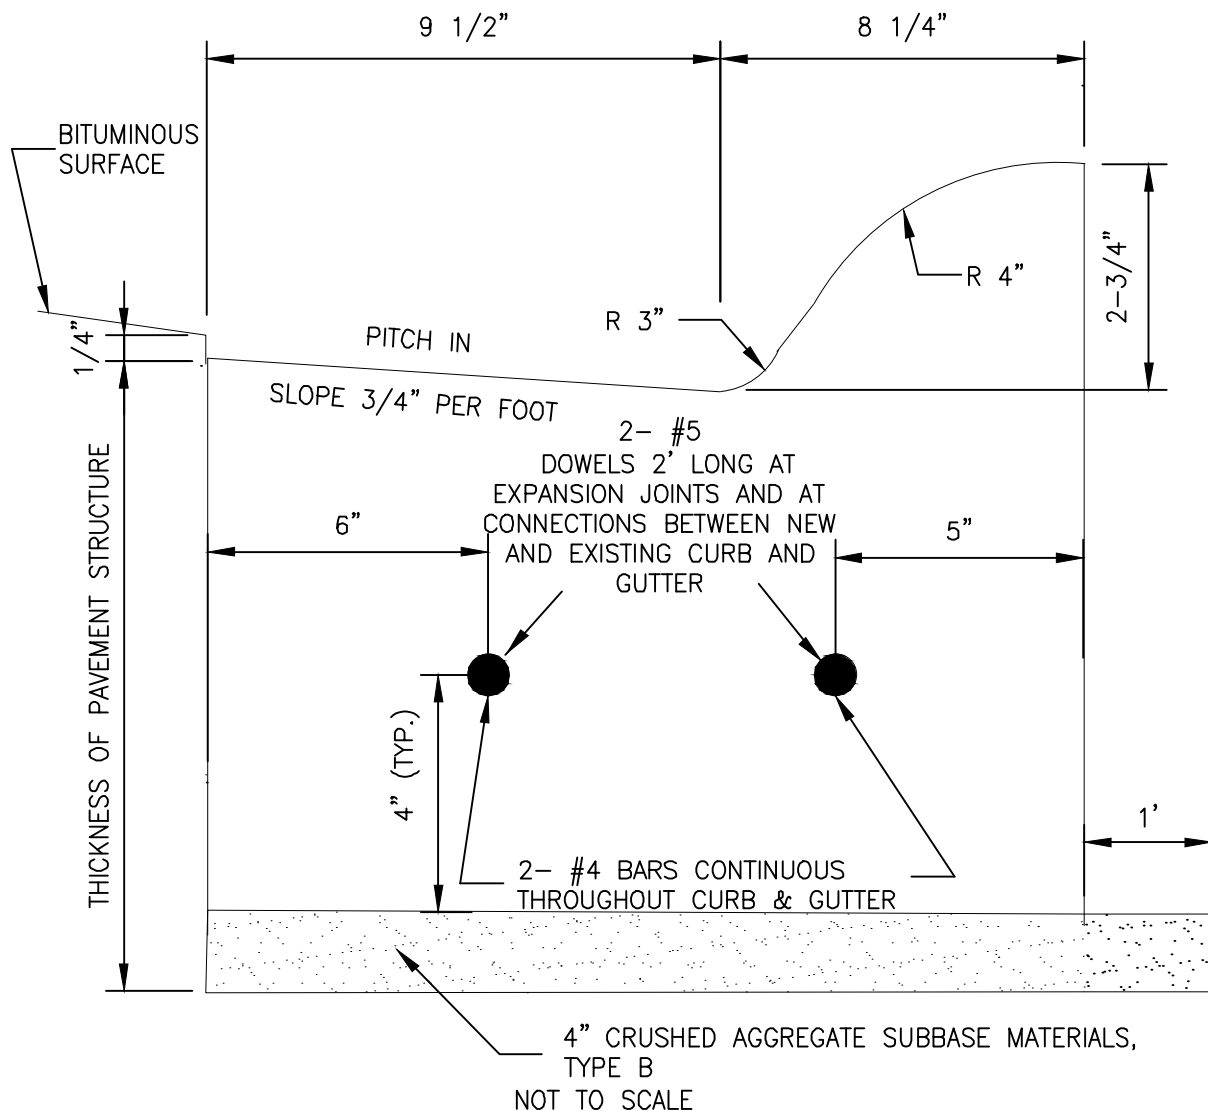 9 1/2”
8 1/4”
BITUMINOUS
SURFACE
R 4”
2-3/4”
R 3”
1/4”
PITCH IN
SLOPE 3/4” PER FOOT
2- #5
DOWELS 2’ LONG AT
EXPANSION JOINTS AND AT
CONNECTIONS BETWEEN NEW
AND EXISTING CURB AND
GUTTER
6”
5”
THICKNESS OF PAVEMENT STRUCTURE
4” (TYP.)
1’
2- #4 BARS CONTINUOUS
THROUGHOUT CURB & GUTTER
4” CRUSHED AGGREGATE SUBBASE MATERIALS,
TYPE B
NOT TO SCALE